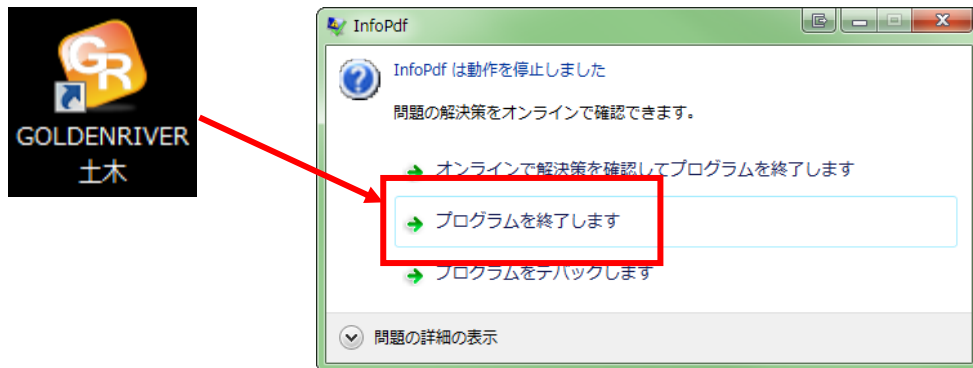 GR
GOLDENRIVER
土木
InfoPdf
InfoPdf は動作を停止しました
問題の解決策をオンラインで確認できます。
オンラインで解決策を確認してプログラムを終了します
プログラムを終了します
プログラムをデバッグします
問題の詳細の表示